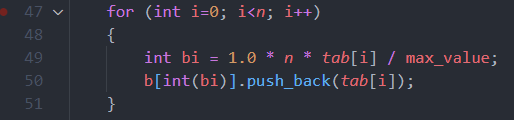 47 for (int i=0; i<n; i++)
48 {
49 int bi = 1.0 * n * tab[i] / max_value;
50 b[int(bi)].push_back(tab[i]);
51 }